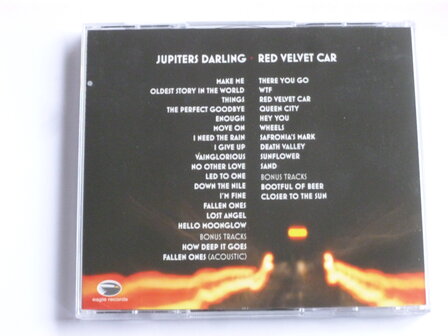 JUPITERS DARLING · RED VELVET CAR
MAKE ME
OLDEST STORY IN THE WORLD
THINGS
THE PERFECT GOODBYE
ENOUGH
MOVE ON
I NEED THE RAIN
I GIVE UP
VAINGLORIOUS
NO OTHER LOVE
LED TO ONE
DOWN THE NILE
I'M FINE
FALLEN ONES
LOST ANGEL
HELLO MOONGLOW
BONUS TRACKS
HOW DEEP IT GOES
FALLEN ONES (ACOUSTIC)
THERE YOU GO
WTF
RED VELVET CAR
QUEEN CITY
HEY YOU
WHEELS
SAFRONIA'S MARK
DEATH VALLEY
SUNFLOWER
SAND
BONUS TRACKS
BOOTFUL OF BEER
CLOSER TO THE SUN
eagle records